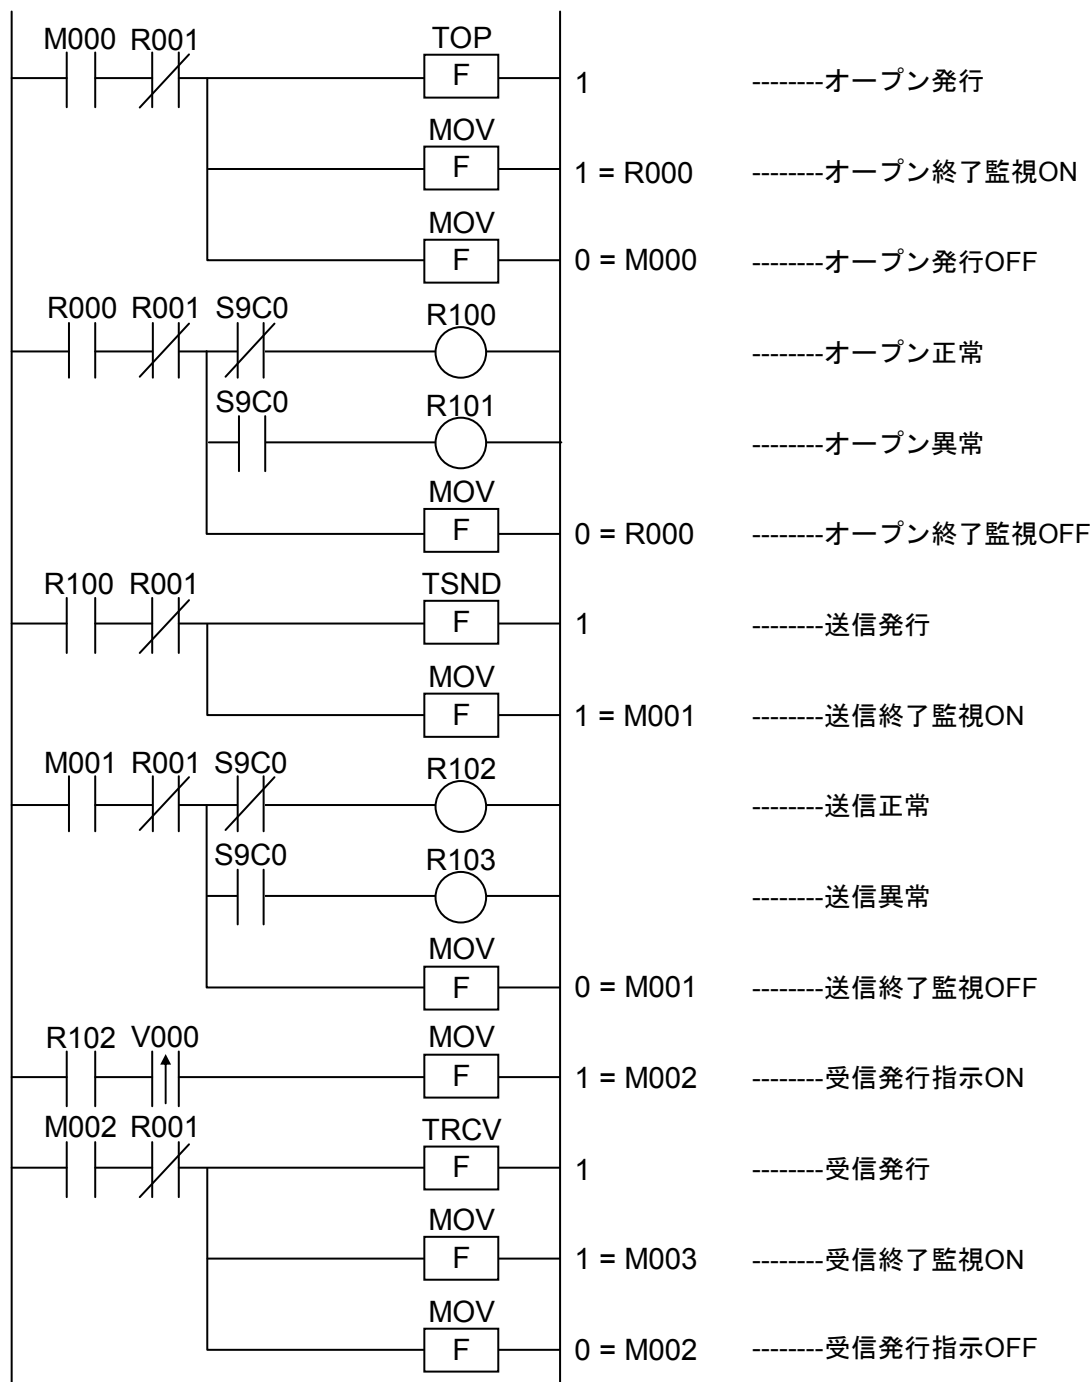 M000 R001 TOP
F 1 --------オープン発行
MOV
F 1 = R000 --------オープン終了監視ON
MOV
F 0 = M000 --------オープン発行OFF
R000 R001 S9C0 R100
--------オープン正常
S9C0 R101
--------オープン異常
MOV
F 0 = R000 --------オープン終了監視OFF
R100 R001 TSND
F 1 --------送信発行
MOV
F 1 = M001 --------送信終了監視ON
M001 R001 S9C0 R102
--------送信正常
S9C0 R103
--------送信異常
MOV
F 0 = M001 --------送信終了監視OFF
R102 V000 MOV
F 1 = M002 --------受信発行指示ON
M002 R001 TRCV
F 1 --------受信発行
MOV
F 1 = M003 --------受信終了監視ON
MOV
F 0 = M002 --------受信発行指示OFF